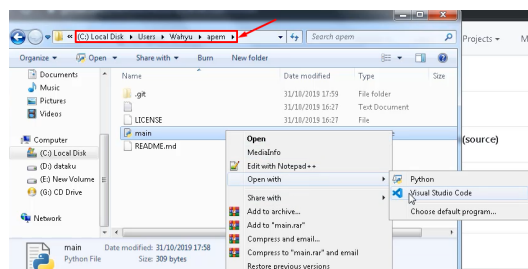 « (C:) Local Disk ▸ Users ▸ Wahyu ▸ apem ▸
Search apem
Projects
M
Organize
Open
Share with
Burn
New folder
Documents
Music
Pictures
Videos
Computer
(C:) Local Disk
(D:) dataku
(E:) New Volume
(G:) CD Drive
Network
Name
Date modified
Type
Size
.git
31/10/2019 17:59
File folder
31/10/2019 16:27
Text Document
LICENSE
31/10/2019 16:27
File
main
README.md
(source)
Open
MediaInfo
Edit with Notepad++
Open with
Share with
Add to archive...
Add to "main.rar"
Compress and email...
Compress to "main.rar" and email
Restore previous versions
Python
Visual Studio Code
Choose default program...
main
Date modified: 31/10/2019 17:58
Python File
Size: 309 bytes